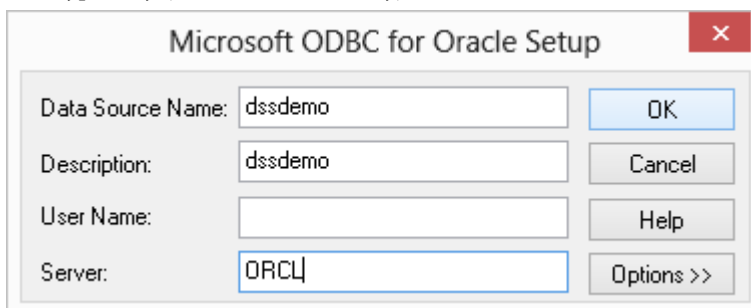 Microsoft ODBC for Oracle Setup
Data Source Name: dssdemo OK
Description: dssdemo Cancel
User Name: Help
Server: ORCL Options >>